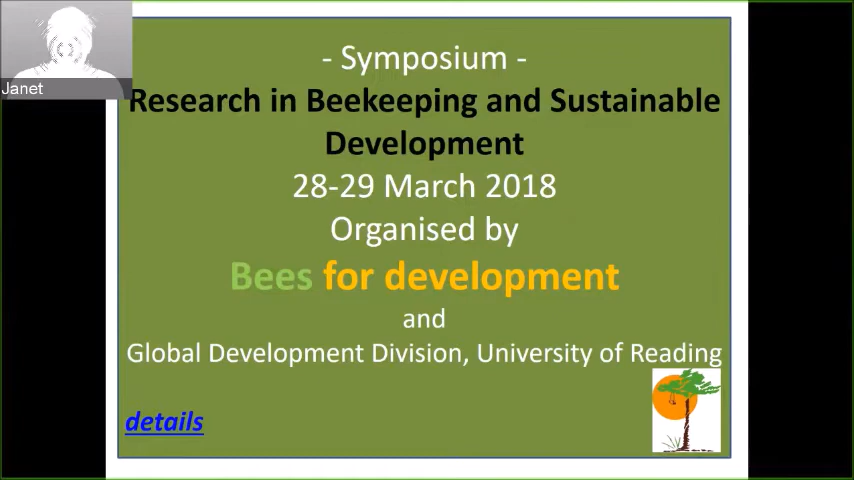 Janet
- Symposium -
Research in Beekeeping and Sustainable
Development
28-29 March 2018
Organised by
Bees for development
and
Global Development Division, University of Reading
details